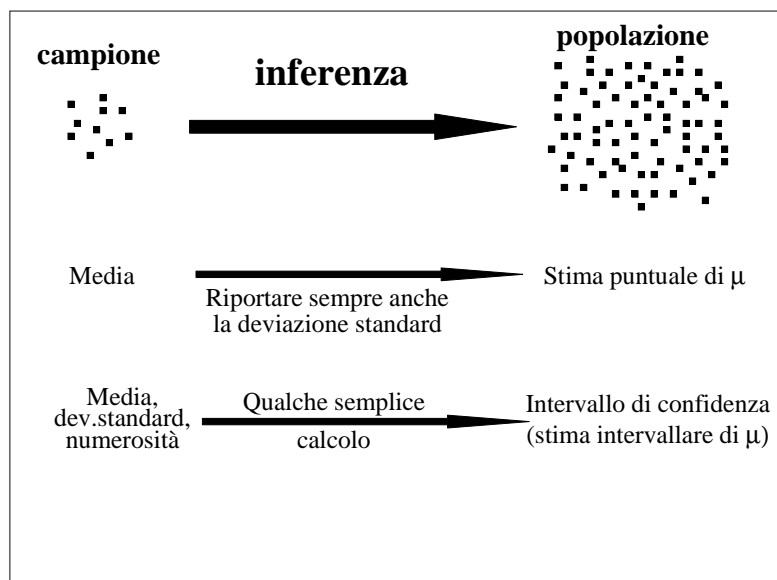 campione
inferenza
popolazione
Media
Riportare sempre anche
la deviazione standard
Stima puntuale di μ
Media,
dev.standard,
numerosità
Qualche semplice
calcolo
Intervallo di confidenza
(stima intervallare di μ)